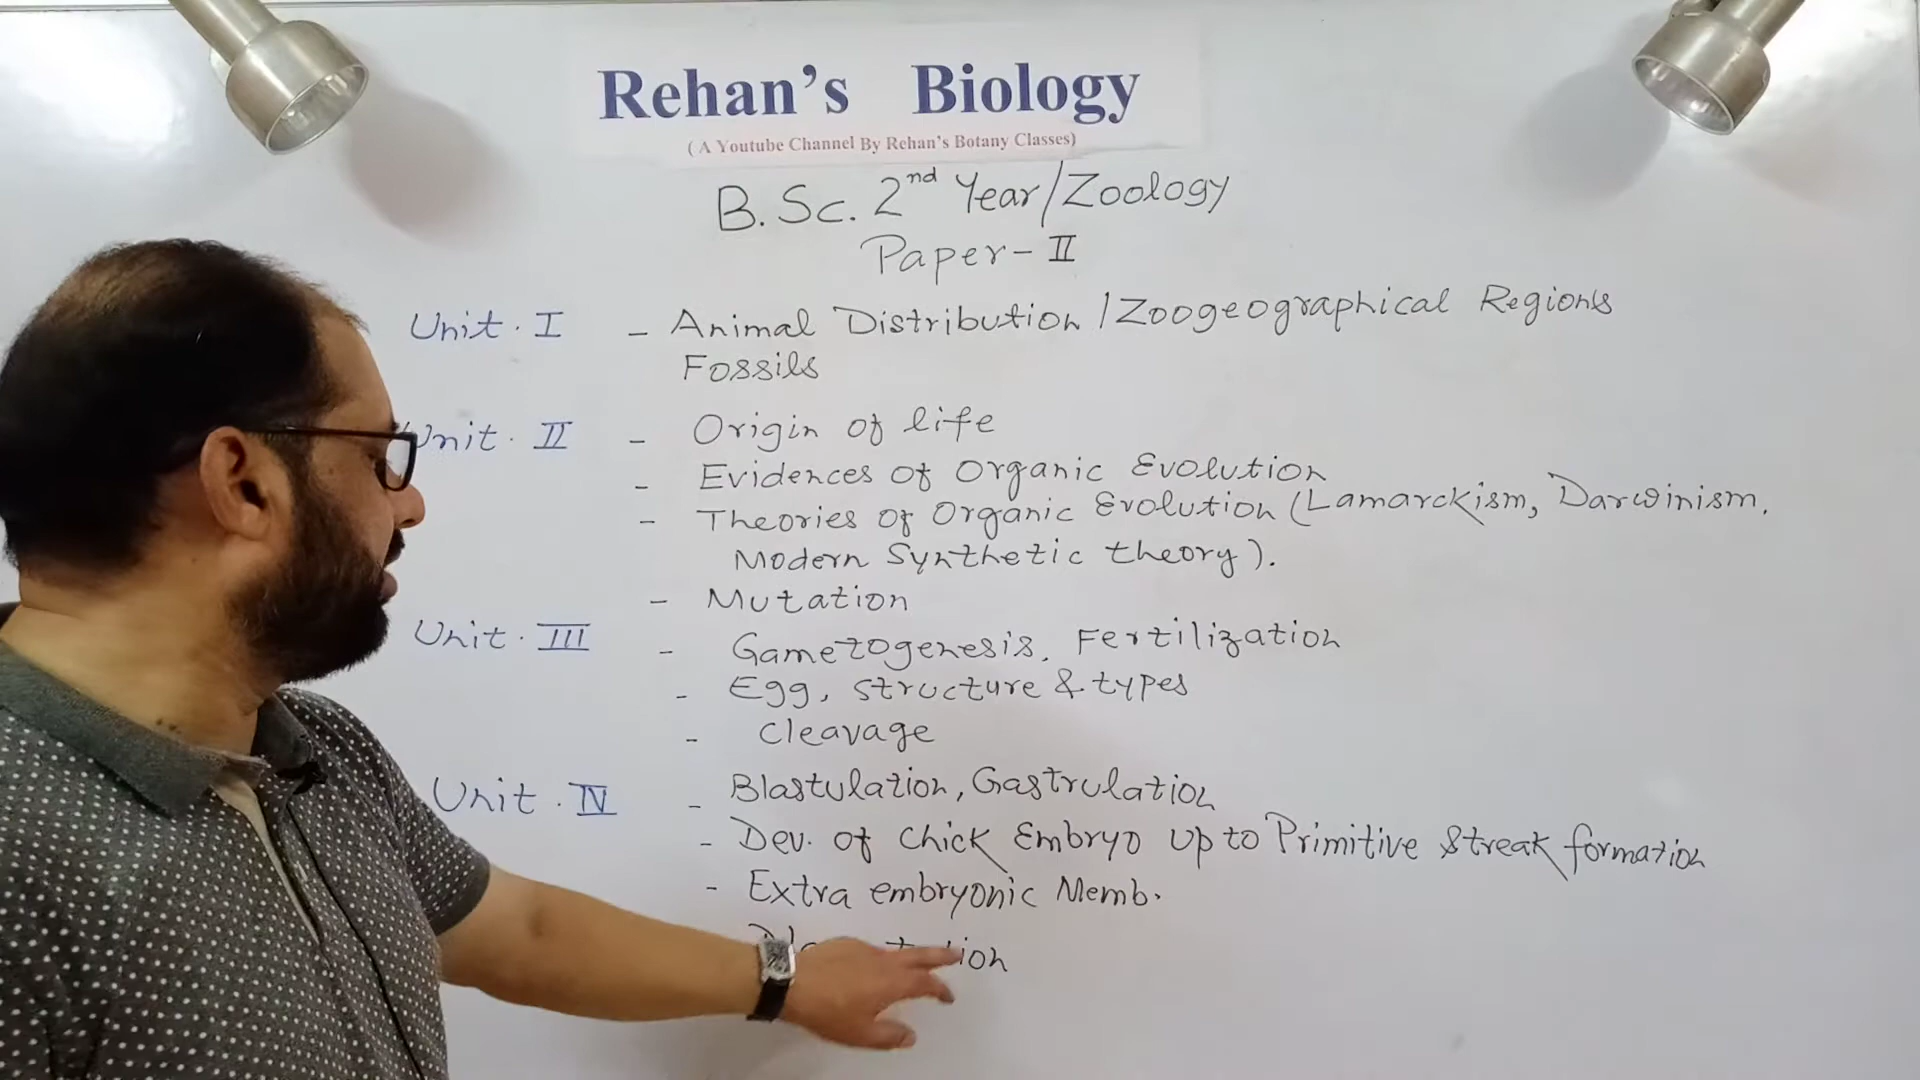 Rehan's Biology
( A Youtube Channel By Rehan's Botany Classes)
B.Sc. 2nd Year/Zoology
Paper-II
Unit. I - Animal Distribution /Zoogeographical Regions
Fossils
Unit. II - Origin of life
- Evidences of Organic Evolution
- Theories of Organic Evolution (Lamarckism, Darwinism,
Modern Synthetic theory).
- Mutation
Unit. III - Gametogenesis, Fertilization
- Egg, structure & types
- Cleavage
Unit. IV - Blastulation, Gastrulation
- Dev. of Chick Embryo Up to Primitive Streak formation
- Extra embryonic Memb.